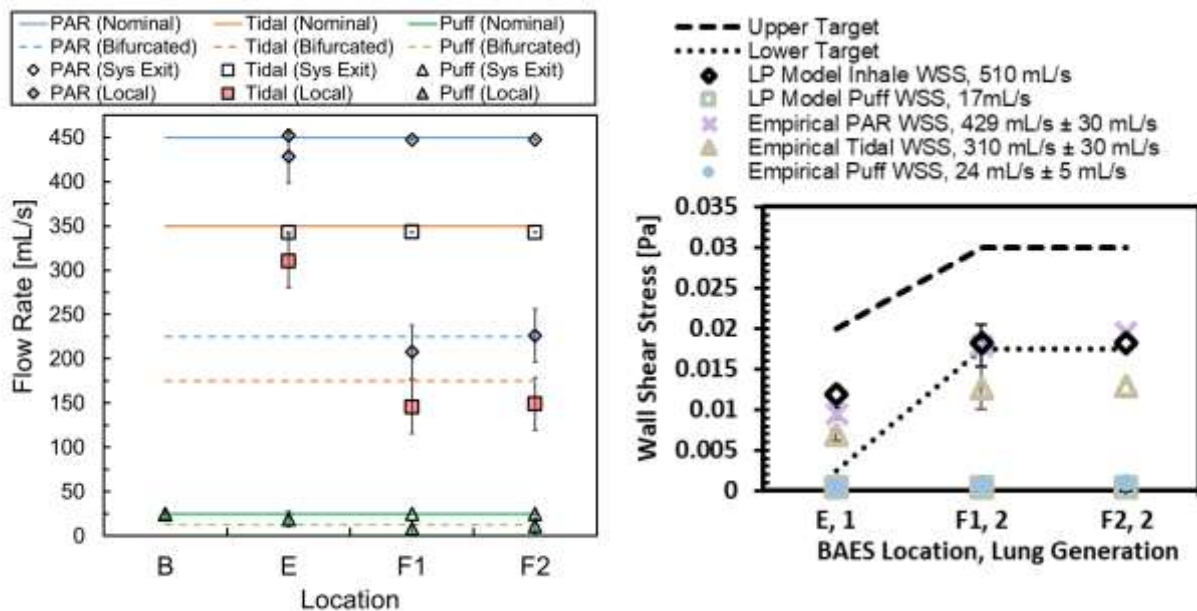 PAR (Nominal) Tidal (Nominal) Puff (Nominal)
PAR (Bifurcated) Tidal (Bifurcated) Puff (Bifurcated)
PAR (Sys Exit) Tidal (Sys Exit) Puff (Sys Exit)
PAR (Local) Tidal (Local) Puff (Local)
Flow Rate [mL/s]
450
400
350
300
250
200
150
100
50
0
B E F1 F2
Location
Upper Target
Lower Target
LP Model Inhale WSS, 510 mL/s
LP Model Puff WSS, 17mL/s
Empirical PAR WSS, 429 mL/s ± 30 mL/s
Empirical Tidal WSS, 310 mL/s ± 30 mL/s
Empirical Puff WSS, 24 mL/s ± 5 mL/s
Wall Shear Stress [Pa]
0.035
0.03
0.025
0.02
0.015
0.01
0.005
0
E, 1 F1, 2 F2, 2
BAES Location, Lung Generation